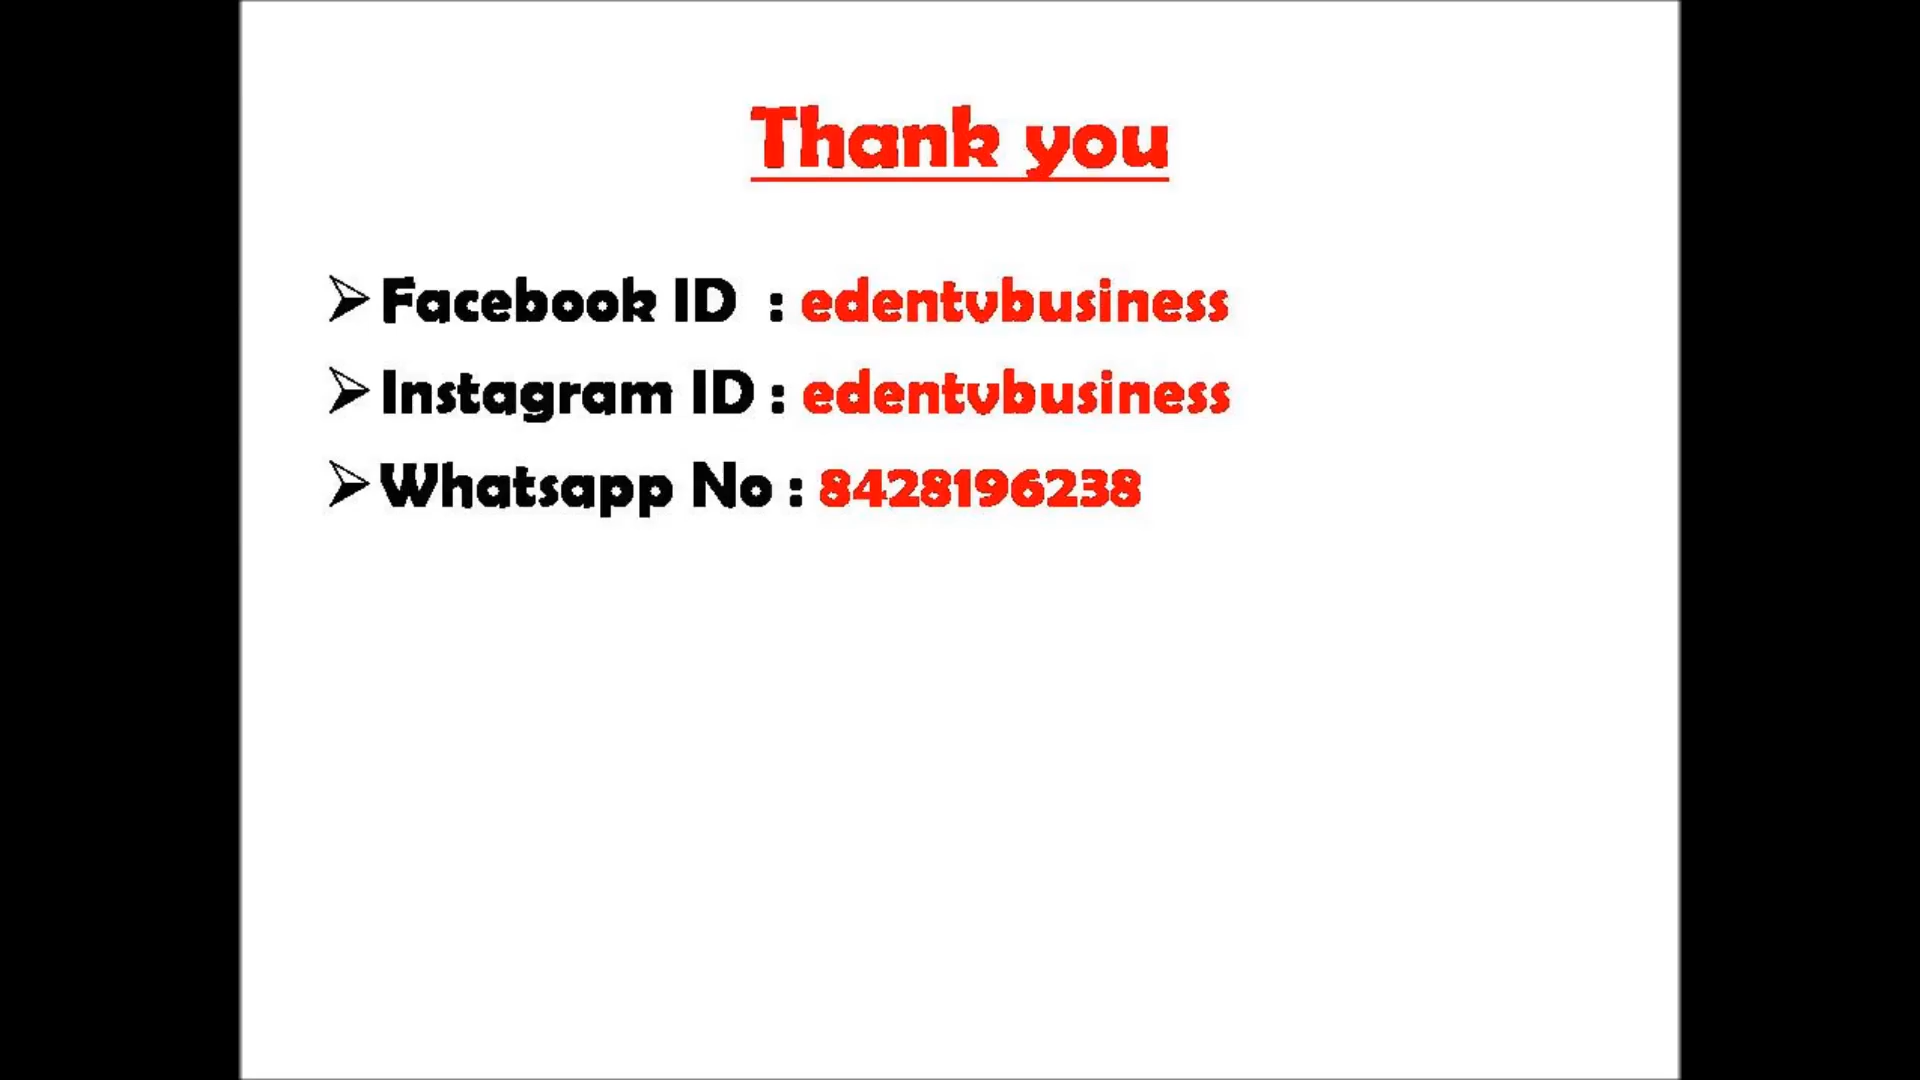 Thank you
Facebook ID : edentvbusiness
Instagram ID : edentvbusiness
Whatsapp No : 8428196238